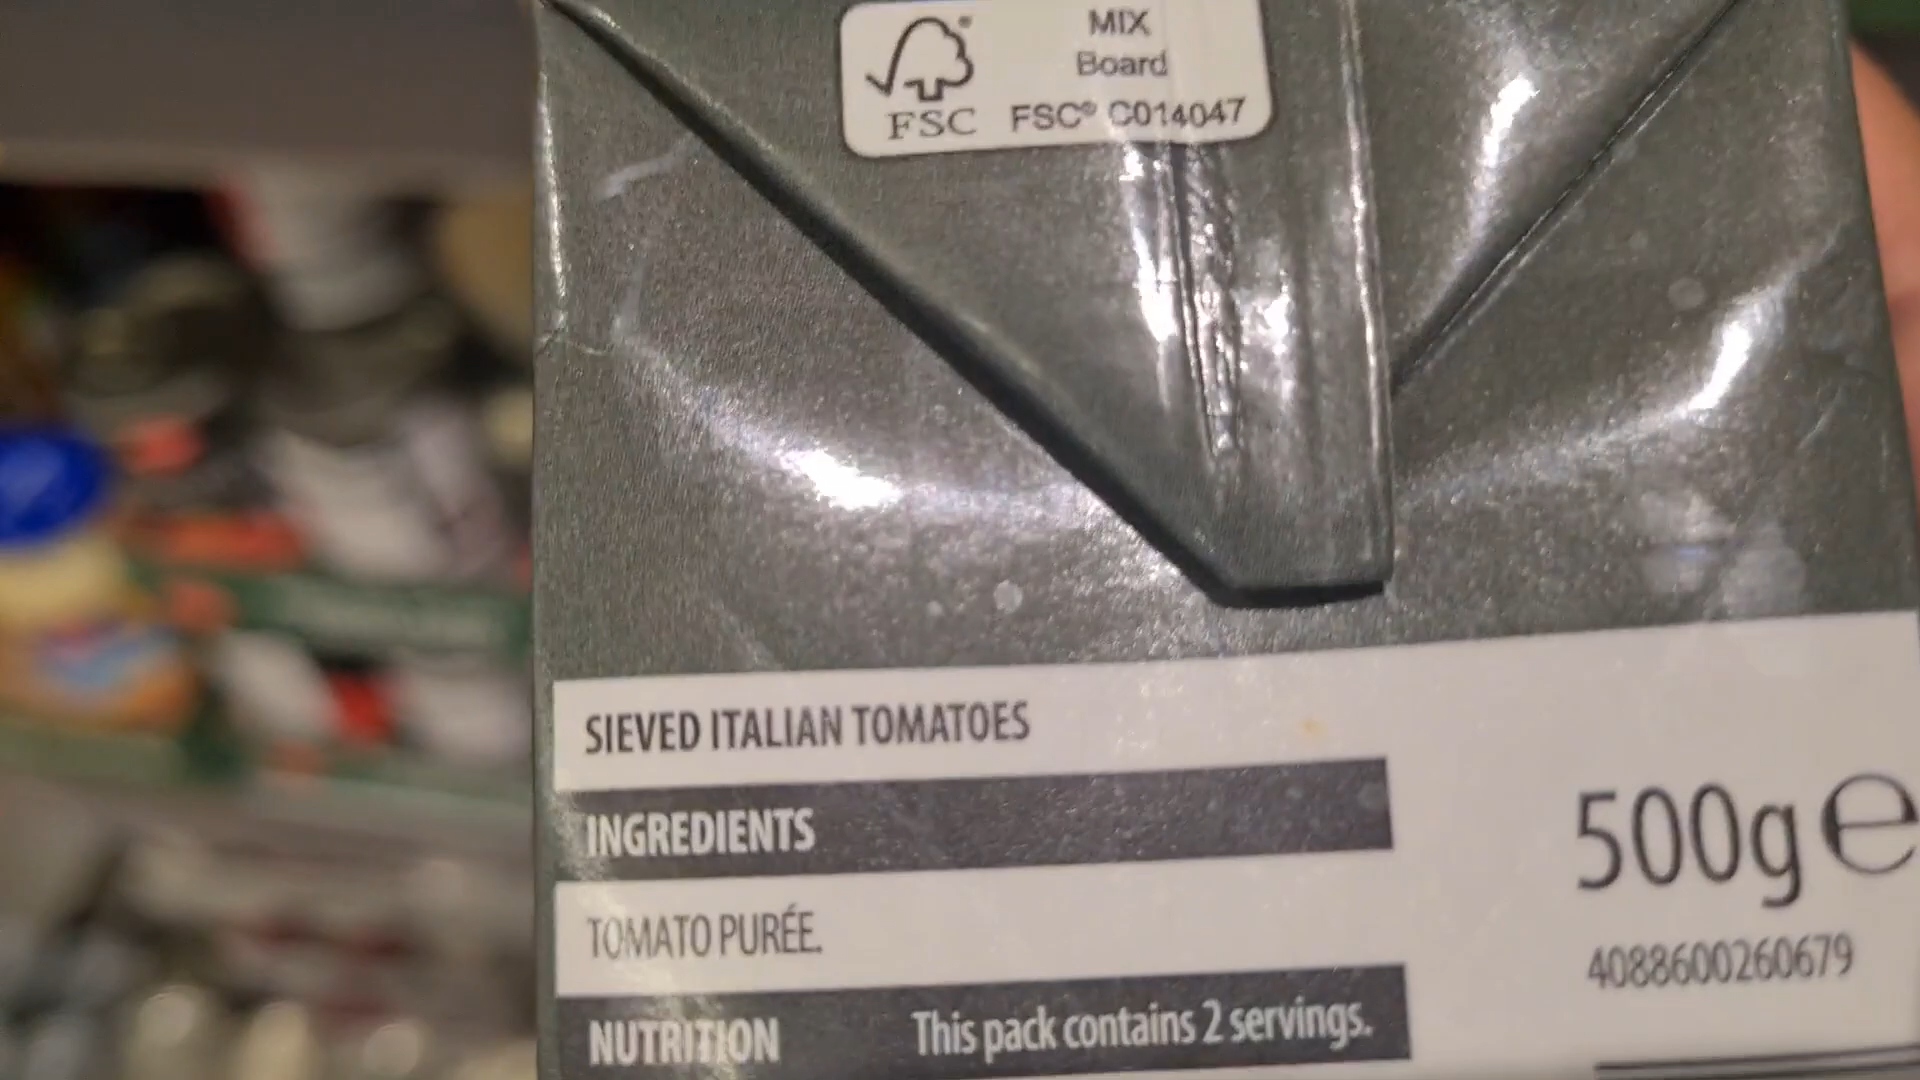 MIX
Board
FSC
FSC® C014047
SIEVED ITALIAN TOMATOES
INGREDIENTS
500g e
TOMATO PURÉE.
4088600260679
NUTRITION This pack contains 2 servings.